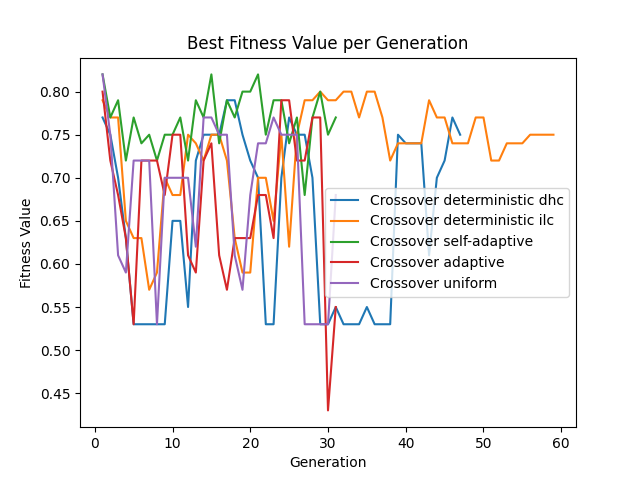 Best Fitness Value per Generation
Fitness Value
0.80
0.75
0.70
0.65
0.60
0.55
0.50
0.45
Crossover deterministic dhc
Crossover deterministic ilc
Crossover self-adaptive
Crossover adaptive
Crossover uniform
0 10 20 30 40 50 60
Generation